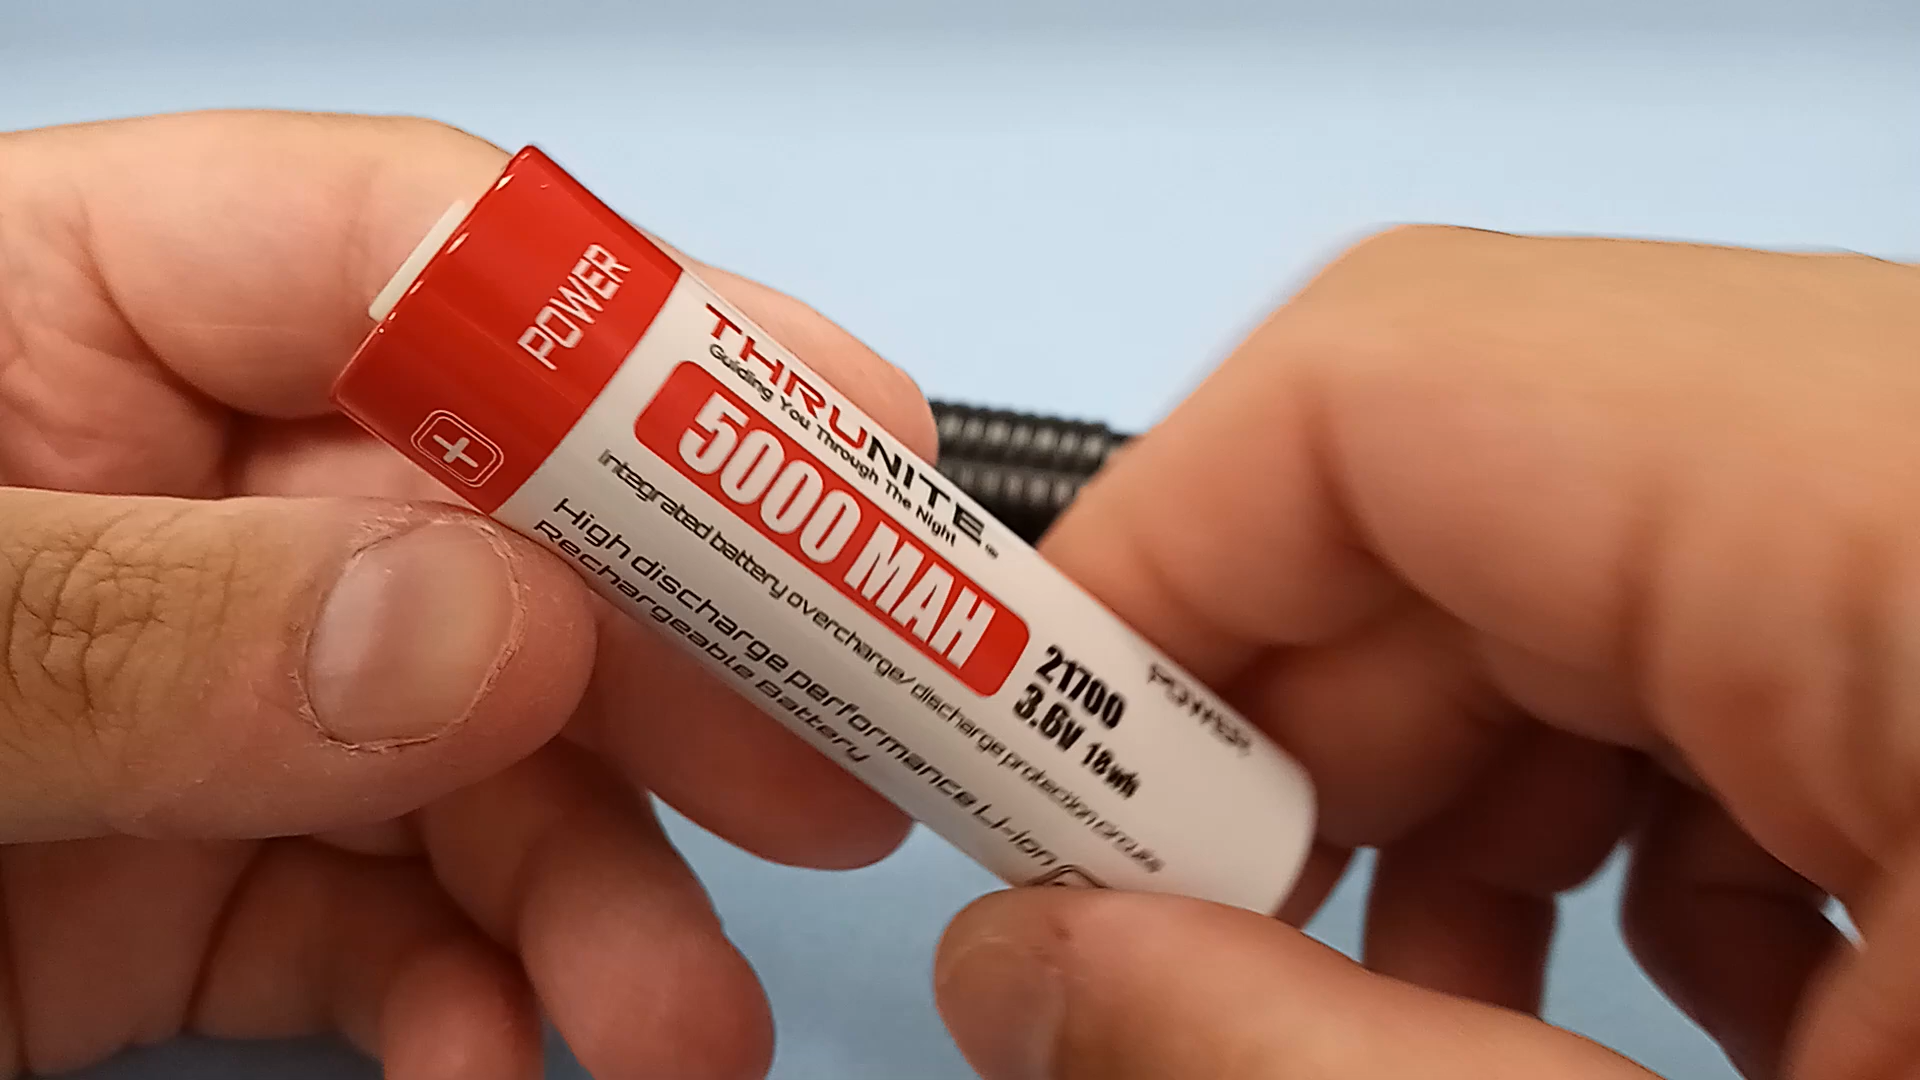 POWER
+
THRUNITE
Guiding You Through The Night
5000 MAH
21700
3.6V 18wh
Integrated battery overcharge/discharge protection circuits
High discharge performance Li-ion
Rechargeable Battery
POWER